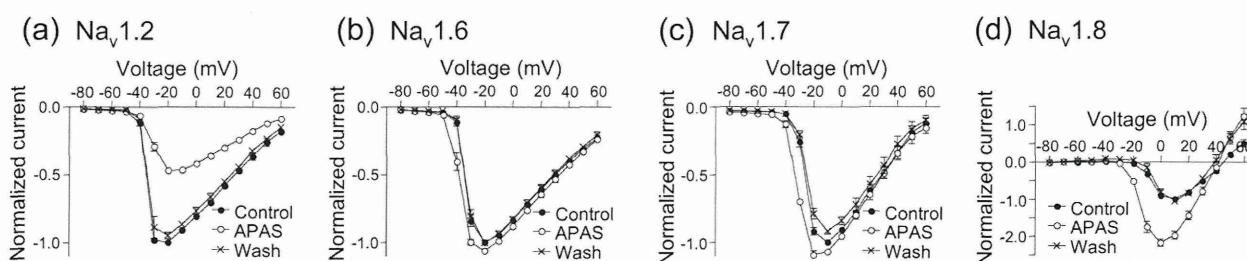 (a) Nav1.2
Voltage (mV)
-80 -60 -40 -20 0 20 40 60
Normalized current
0.0
-0.5
-1.0
Control
APAS
Wash
(b) Nav1.6
Voltage (mV)
-80 -60 -40 -20 0 20 40 60
Normalized current
0.0
-0.5
-1.0
Control
APAS
Wash
(c) Nav1.7
Voltage (mV)
-80 -60 -40 -20 0 20 40 60
Normalized current
0.0
-0.5
-1.0
Control
APAS
Wash
(d) Nav1.8
Voltage (mV)
-80 -60 -40 -20 0 20 40 60
Normalized current
1.0
0.0
-1.0
-2.0
Control
APAS
Wash